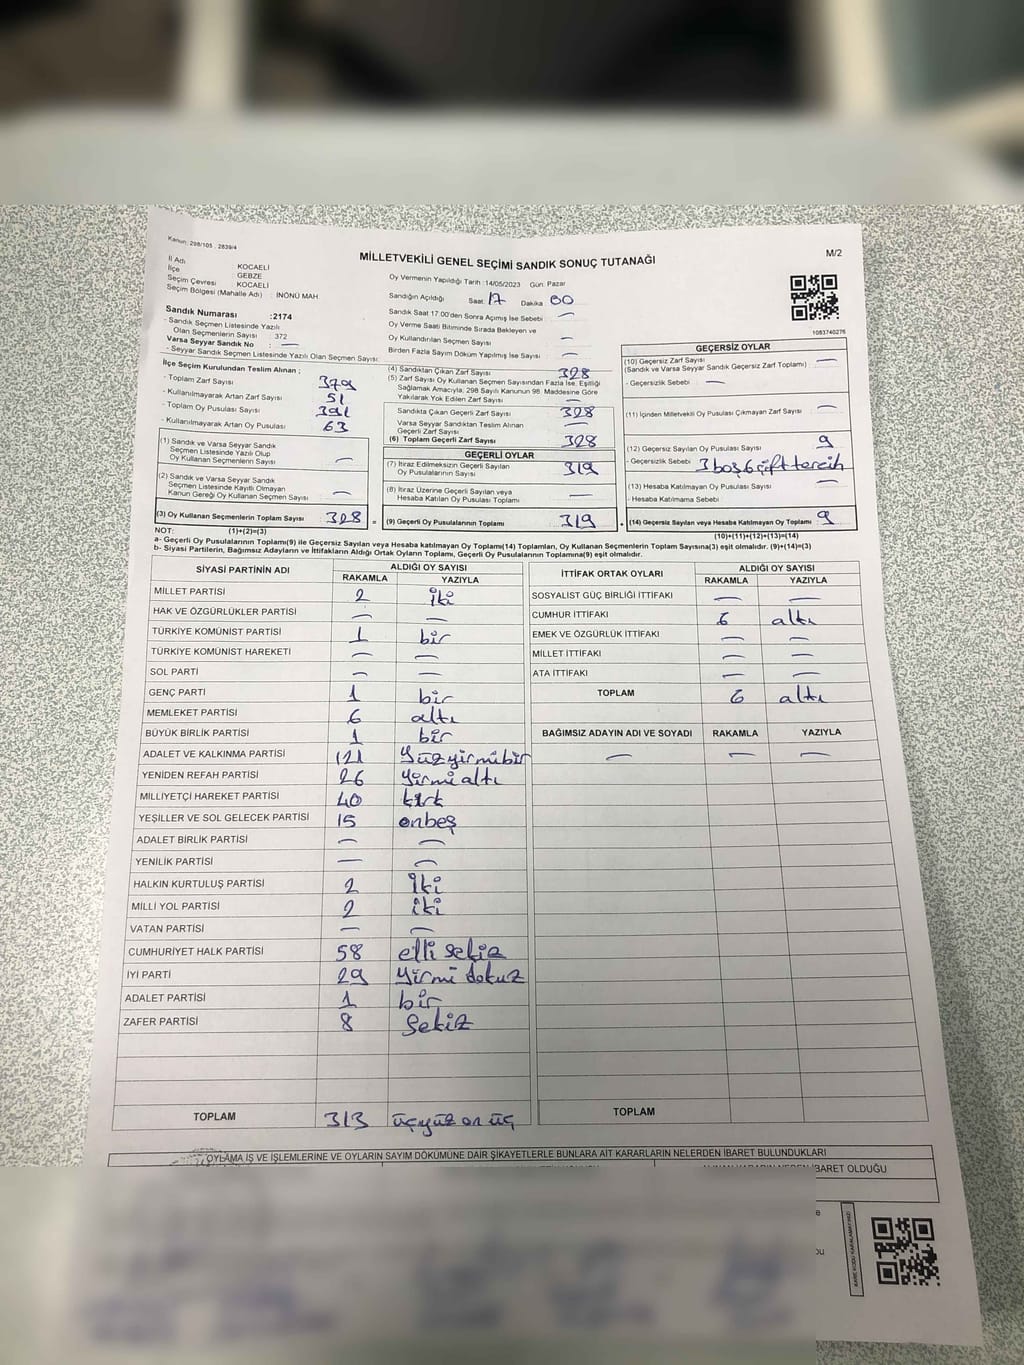 Kanun: 298/105 , 2839/4
MİLLETVEKİLİ GENEL SEÇİMİ SANDIK SONUÇ TUTANAĞI
M/2
İl Adı : KOCAELİ
İlçe : GEBZE
Seçim Çevresi : KOCAELİ
Seçim Bölgesi (Mahalle Adı) : İNÖNÜ MAH
Sandık Numarası :2174
- Sandık Seçmen Listesinde Yazılı
Olan Seçmenlerin Sayısı : 372
Varsa Seyyar Sandık No : —
- Seyyar Sandık Seçmen Listesinde Yazılı Olan Seçmen Sayısı:
Oy Vermenin Yapıldığı Tarih :14/05/2023 Gün: Pazar
Sandığın Açıldığı Saat: 17 Dakika: 00
Sandık Saat 17.00'den Sonra Açılmış İse Sebebi : —
Oy Verme Saati Bitiminde Sırada Bekleyen ve
Oy Kullandırılan Seçmen Sayısı : —
Birden Fazla Sayım Döküm Yapılmış İse Sayısı : —
1083740276
İlçe Seçim Kurulundan Teslim Alınan ;
- Toplam Zarf Sayısı : 379
- Kullanılmayarak Artan Zarf Sayısı : 51
- Toplam Oy Pusulası Sayısı : 391
- Kullanılmayarak Artan Oy Pusulası : 63
(1) Sandık ve Varsa Seyyar Sandık
Seçmen Listesinde Yazılı Olup
Oy Kullanan Seçmenlerin Sayısı —
(2) Sandık ve Varsa Seyyar Sandık
Seçmen Listesinde Kayıtlı Olmayan
Kanun Gereği Oy Kullanan Seçmen Sayısı —
(3) Oy Kullanan Seçmenlerin Toplam Sayısı 328
(1)+(2)=(3)
(4) Sandıktan Çıkan Zarf Sayısı : 328
(5) Zarf Sayısı Oy Kullanan Seçmen Sayısından Fazla İse, Eşitliği
Sağlamak Amacıyla, 298 Sayılı Kanunun 98. Maddesine Göre
Yakılarak Yok Edilen Zarf Sayısı : —
Sandıkta Çıkan Geçerli Zarf Sayısı : 328
Varsa Seyyar Sandıktan Teslim Alınan
Geçerli Zarf Sayısı : —
(6) Toplam Geçerli Zarf Sayısı : 328
GEÇERLİ OYLAR
(7) İtiraz Edilmeksizin Geçerli Sayılan
Oy Pusulalarının Sayısı : 319
(8) İtiraz Üzerine Geçerli Sayılan veya
Hesaba Katılan Oy Pusulası Toplamı : —
(9) Geçerli Oy Pusulalarının Toplamı : 319
GEÇERSİZ OYLAR
(10) Geçersiz Zarf Sayısı : —
(Sandık ve Varsa Seyyar Sandık Geçersiz Zarf Toplamı)
- Geçersizlik Sebebi : —
(11) İçinden Milletvekili Oy Pusulası Çıkmayan Zarf Sayısı : —
(12) Geçersiz Sayılan Oy Pusulası Sayısı : 9
- Geçersizlik Sebebi : 3 boş 6 çift tercih
(13) Hesaba Katılmayan Oy Pusulası Sayısı : —
- Hesaba Katılmama Sebebi :
(14) Geçersiz Sayılan veya Hesaba Katılmayan Oy Toplamı : 9
(10)+(11)+(12)+(13)=(14)
NOT:
a- Geçerli Oy Pusulalarının Toplamı(9) ile Geçersiz Sayılan veya Hesaba katılmayan Oy Toplamı(14) Toplamları, Oy Kullanan Seçmenlerin Toplam Sayısına(3) eşit olmalıdır. (9)+(14)=(3)
b- Siyasi Partilerin, Bağımsız Adayların ve İttifakların Aldığı Ortak Oyların Toplamı, Geçerli Oy Pusulalarının Toplamına(9) eşit olmalıdır.
SİYASİ PARTİNİN ADI ALDIĞI OY SAYISI
RAKAMLA YAZIYLA
MİLLET PARTİSİ 2 iki
HAK VE ÖZGÜRLÜKLER PARTİSİ — —
TÜRKİYE KOMÜNİST PARTİSİ 1 bir
TÜRKİYE KOMÜNİST HAREKETİ — —
SOL PARTİ — —
GENÇ PARTİ 1 bir
MEMLEKET PARTİSİ 6 altı
BÜYÜK BİRLİK PARTİSİ 1 bir
ADALET VE KALKINMA PARTİSİ 121 Yüzyirmibir
YENİDEN REFAH PARTİSİ 26 Yirmi altı
MİLLİYETÇİ HAREKET PARTİSİ 40 kırk
YEŞİLLER VE SOL GELECEK PARTİSİ 15 onbeş
ADALET BİRLİK PARTİSİ — —
YENİLİK PARTİSİ — —
HALKIN KURTULUŞ PARTİSİ 2 İki
MİLLİ YOL PARTİSİ 2 iki
VATAN PARTİSİ — —
CUMHURİYET HALK PARTİSİ 58 elli sekiz
İYİ PARTİ 29 Yirmi dokuz
ADALET PARTİSİ 1 bir
ZAFER PARTİSİ 8 Sekiz
TOPLAM 313 üçyüz on üç
İTTİFAK ORTAK OYLARI ALDIĞI OY SAYISI
RAKAMLA YAZIYLA
SOSYALİST GÜÇ BİRLİĞİ İTTİFAKI — —
CUMHUR İTTİFAKI 6 altı
EMEK VE ÖZGÜRLÜK İTTİFAKI — —
MİLLET İTTİFAKI — —
ATA İTTİFAKI — —
TOPLAM 6 altı
BAĞIMSIZ ADAYIN ADI VE SOYADI RAKAMLA YAZIYLA
— — —
TOPLAM
OYLAMA İŞ VE İŞLEMLERİNE VE OYLARIN SAYIM DÖKÜMÜNE DAİR ŞİKAYETLERLE BUNLARA AİT KARARLARIN NELERDEN İBARET BULUNDUKLARI
ALINAN KARARIN NEDEN İBARET OLDUĞU
KARE KODU KARALAMAYINIZ!